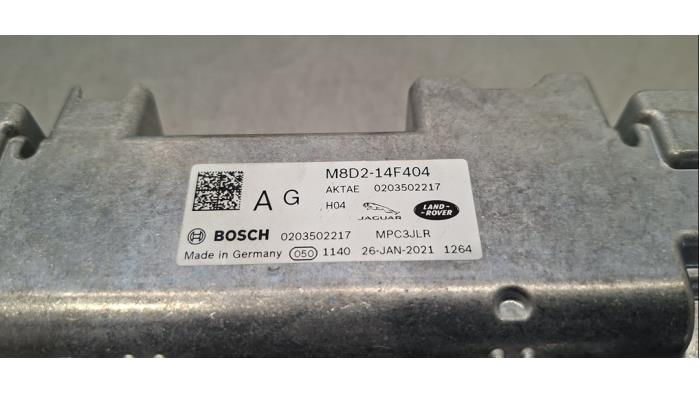 M8D2-14F404
AKTAE 0203502217
A G
H04 JAGUAR LAND-ROVER
BOSCH 0203502217 MPC3JLR
Made in Germany 050 1140 26-JAN-2021 1264